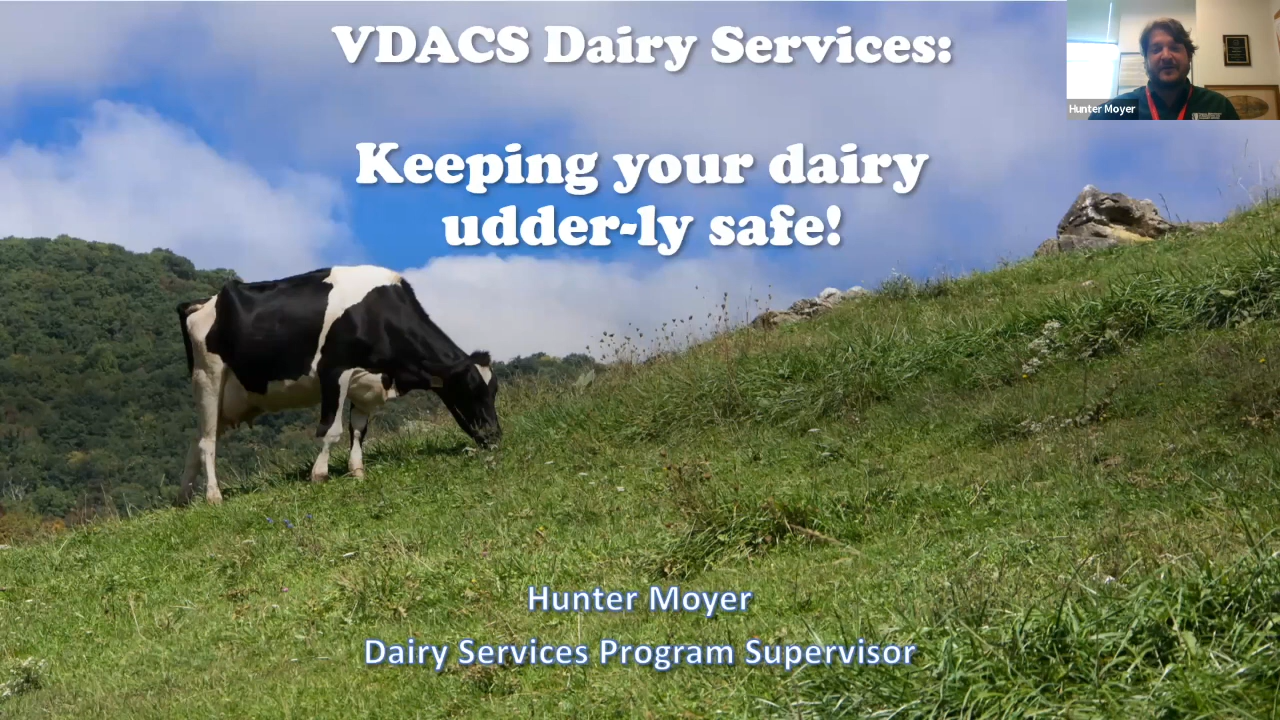 VDACS Dairy Services:
Keeping your dairy
udder-ly safe!
Hunter Moyer
Hunter Moyer
Dairy Services Program Supervisor